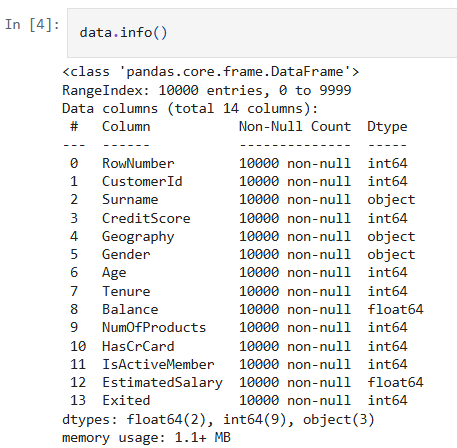 In [4]: data.info()
<class 'pandas.core.frame.DataFrame'>
RangeIndex: 10000 entries, 0 to 9999
Data columns (total 14 columns):
 #   Column           Non-Null Count  Dtype
---  ------           --------------  -----
 0   RowNumber        10000 non-null  int64
 1   CustomerId       10000 non-null  int64
 2   Surname          10000 non-null  object
 3   CreditScore      10000 non-null  int64
 4   Geography        10000 non-null  object
 5   Gender           10000 non-null  object
 6   Age              10000 non-null  int64
 7   Tenure           10000 non-null  int64
 8   Balance          10000 non-null  float64
 9   NumOfProducts    10000 non-null  int64
 10  HasCrCard        10000 non-null  int64
 11  IsActiveMember   10000 non-null  int64
 12  EstimatedSalary  10000 non-null  float64
 13  Exited           10000 non-null  int64
dtypes: float64(2), int64(9), object(3)
memory usage: 1.1+ MB